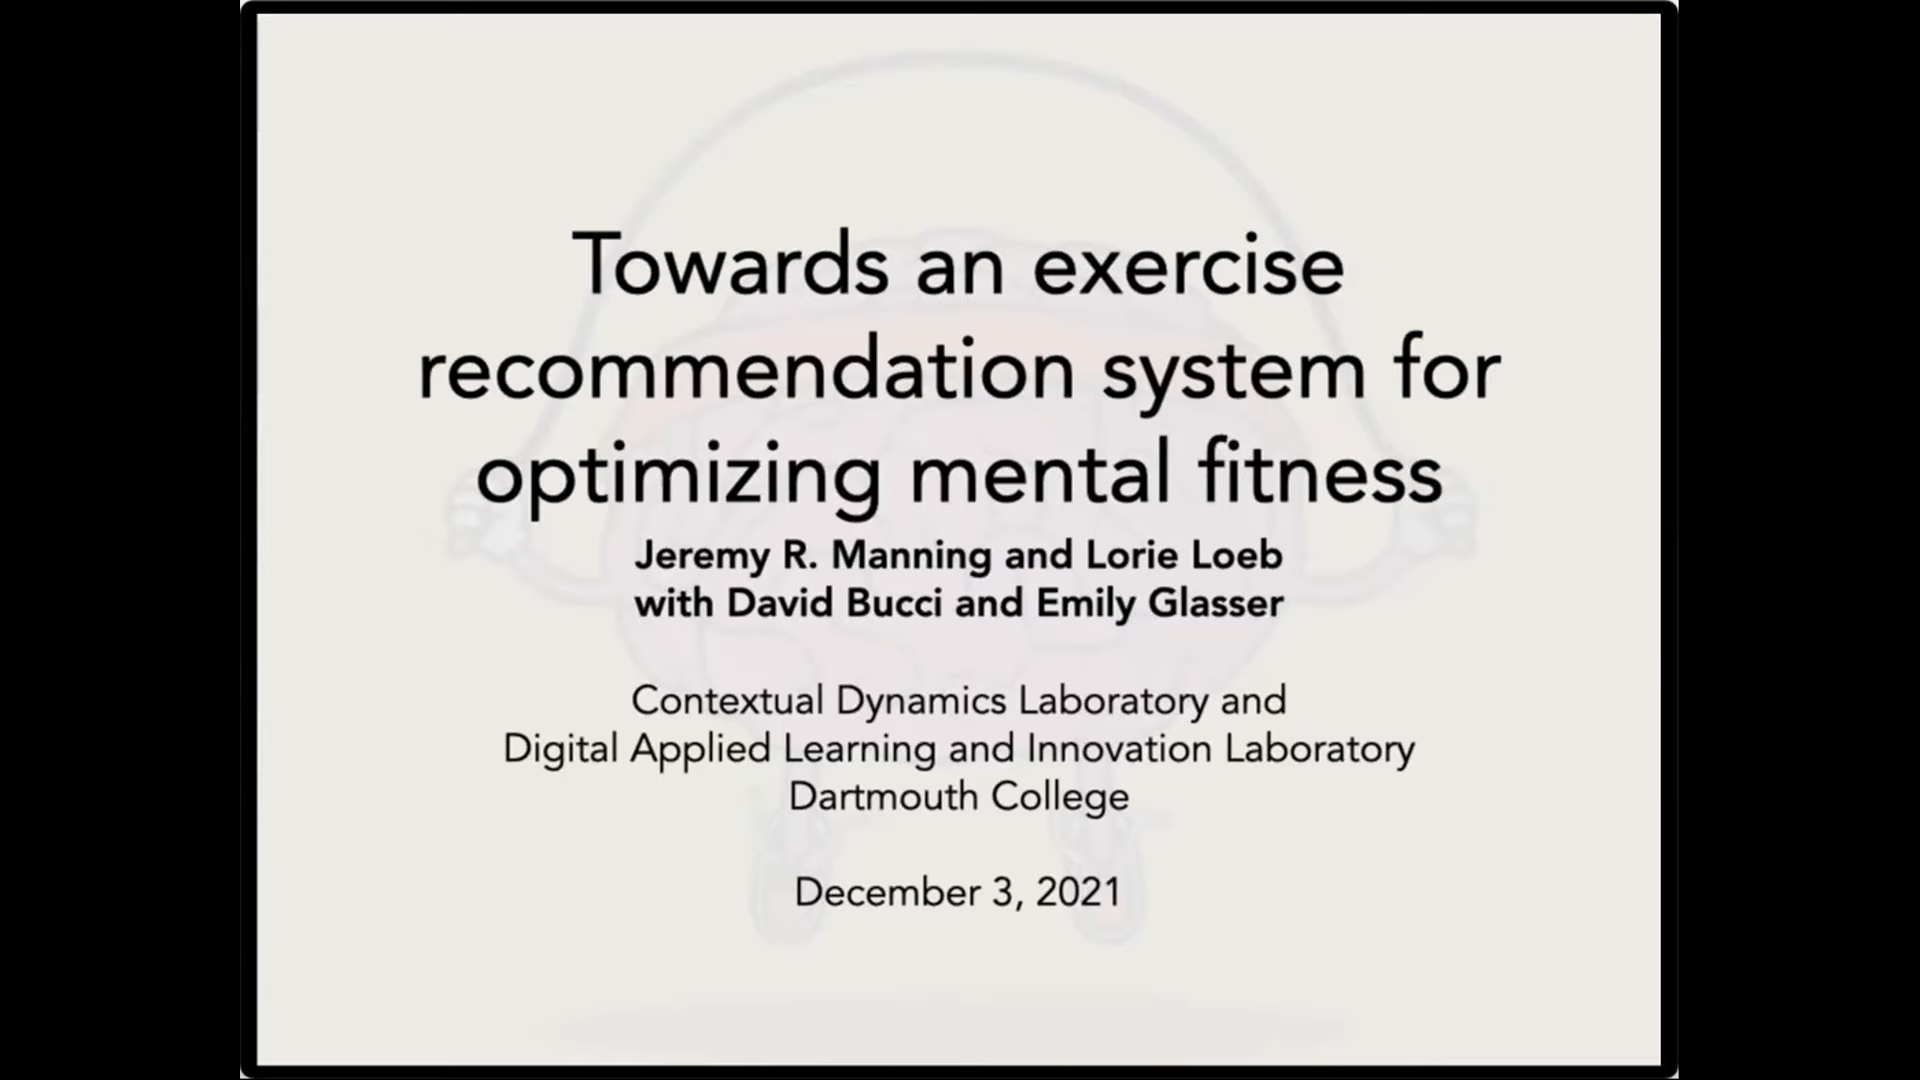 Towards an exercise
recommendation system for
optimizing mental fitness
Jeremy R. Manning and Lorie Loeb
with David Bucci and Emily Glasser
Contextual Dynamics Laboratory and
Digital Applied Learning and Innovation Laboratory
Dartmouth College
December 3, 2021